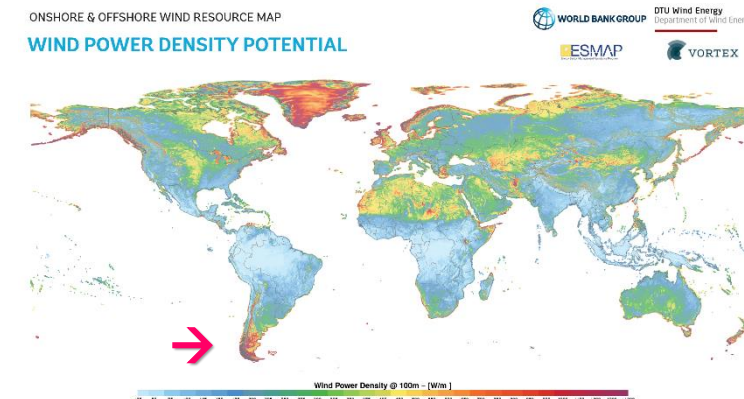 ONSHORE & OFFSHORE WIND RESOURCE MAP
WIND POWER DENSITY POTENTIAL
WORLD BANK GROUP
DTU Wind Energy
Department of Wind Ener
ESMAP
VORTEX
Wind Power Density @ 100m – [W/m ]